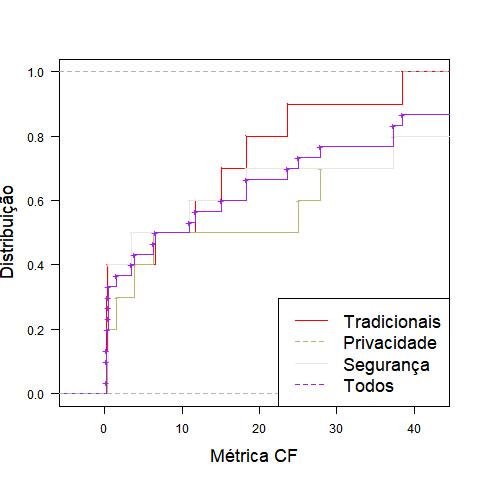 1.0
0.8
0.6
0.4
0.2
0.0
Distribuição
Tradicionais
Privacidade
Segurança
Todos
0 10 20 30 40
Métrica CF